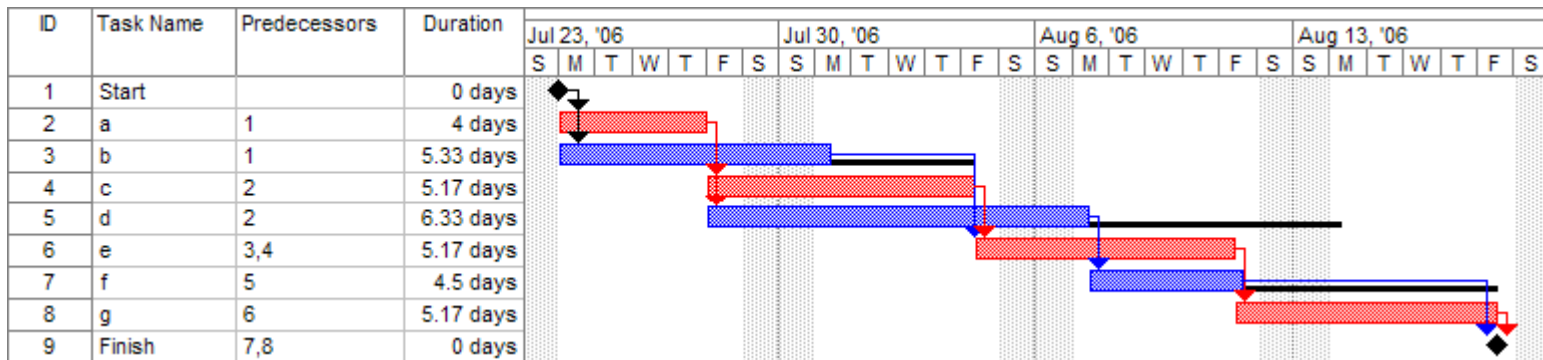 ID Task Name Predecessors Duration Jul 23, '06 Jul 30, '06 Aug 6, '06 Aug 13, '06
S M T W T F S S M T W T F S S M T W T F S S M T W T F S
1 Start 0 days
2 a 1 4 days
3 b 1 5.33 days
4 c 2 5.17 days
5 d 2 6.33 days
6 e 3,4 5.17 days
7 f 5 4.5 days
8 g 6 5.17 days
9 Finish 7,8 0 days